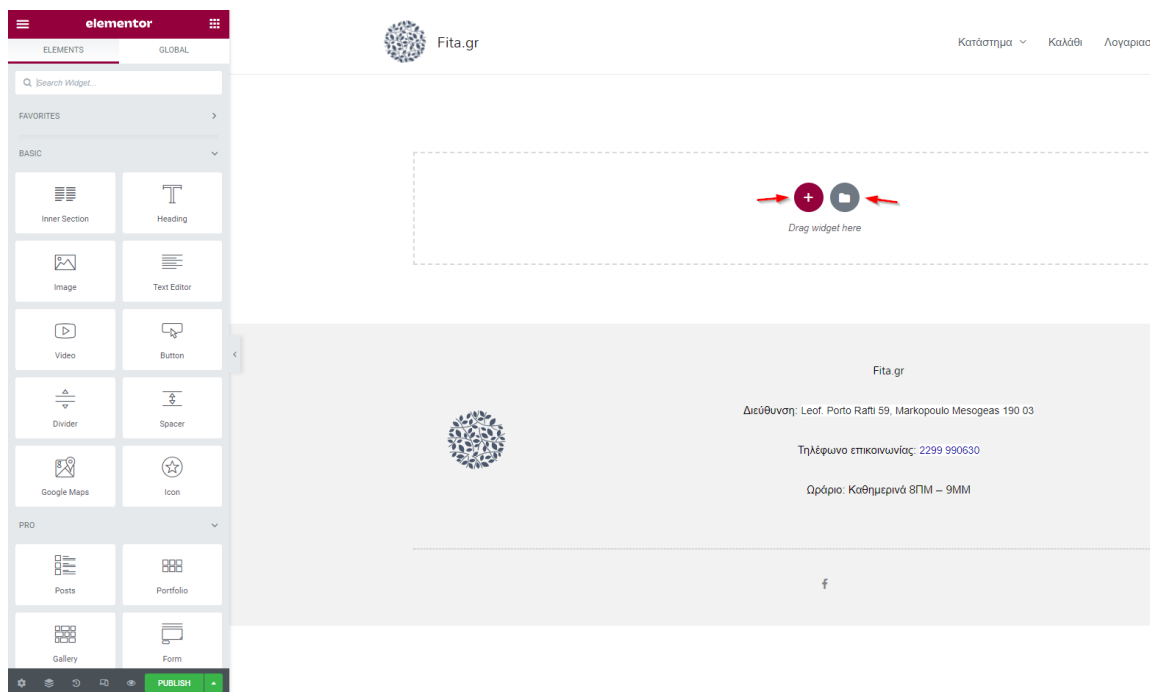 elementor
ELEMENTS GLOBAL
Search Widget...
FAVORITES
BASIC
Inner Section Heading
Image Text Editor
Video Button
Divider Spacer
Google Maps Icon
PRO
Posts Portfolio
Gallery Form
PUBLISH
Fita.gr
Κατάστημα Καλάθι Λογαριασ
Drag widget here
Fita.gr
Διεύθυνση: Leof. Porto Rafti 59, Markopoulo Mesogeas 190 03
Τηλέφωνο επικοινωνίας: 2299 990630
Ωράριο: Καθημερινά 8ΠΜ – 9ΜΜ